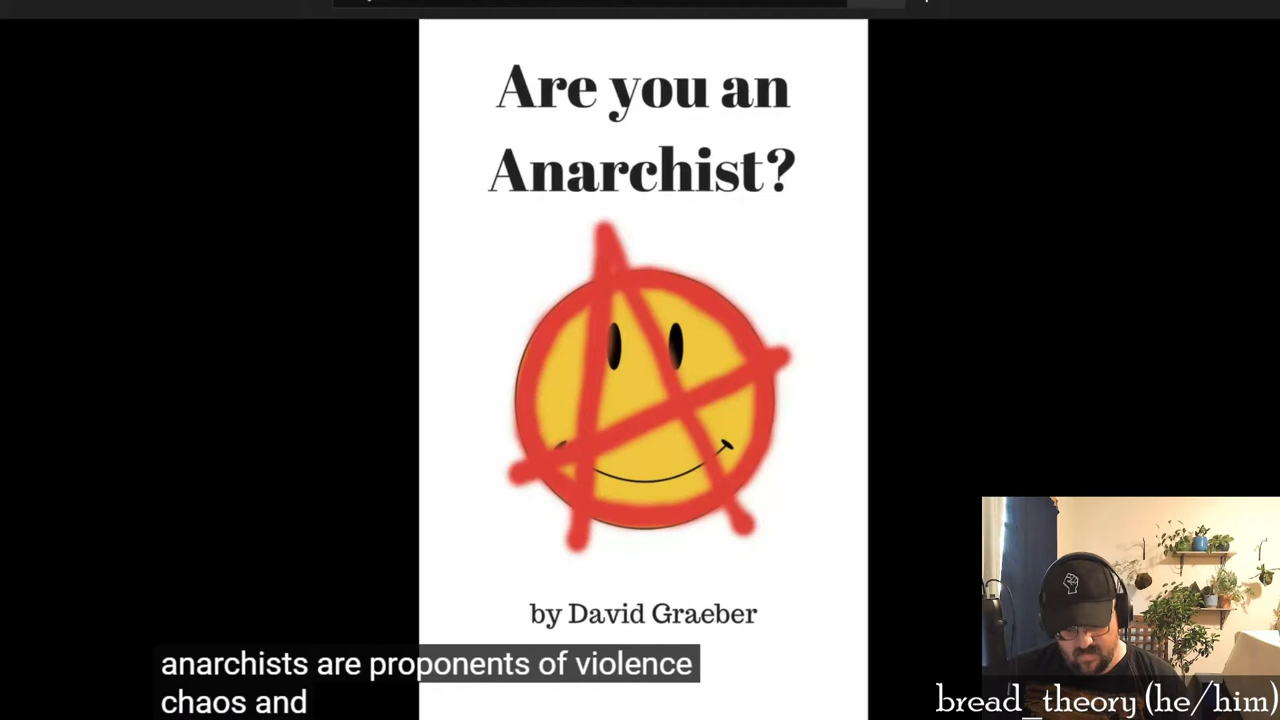 Are you an
Anarchist?
by David Graeber
anarchists are proponents of violence
chaos and
bread_theory (he/him)